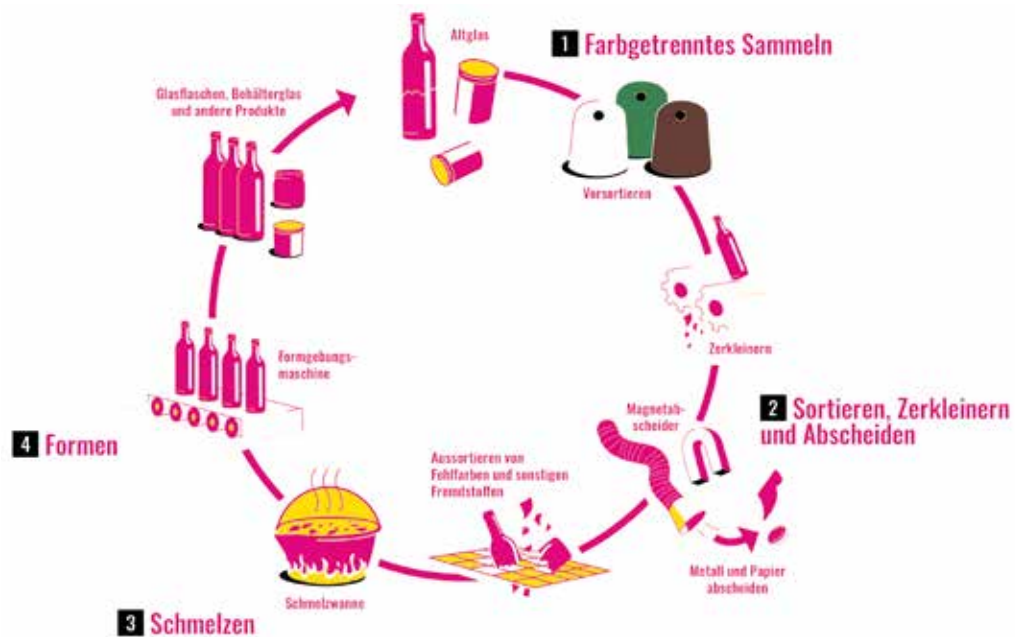 Altglas
1 Farbgetrenntes Sammeln
Vorsortieren
Zerkleinern
2 Sortieren, Zerkleinern
und Abscheiden
Magnetab-
scheider
Metall und Papier
abscheiden
Aussortieren von
Fehlfarben und sonstigen
Fremdstoffen
Schmelzwanne
3 Schmelzen
4 Formen
Formgebungs-
maschine
Glasflaschen, Behälterglas
und andere Produkte